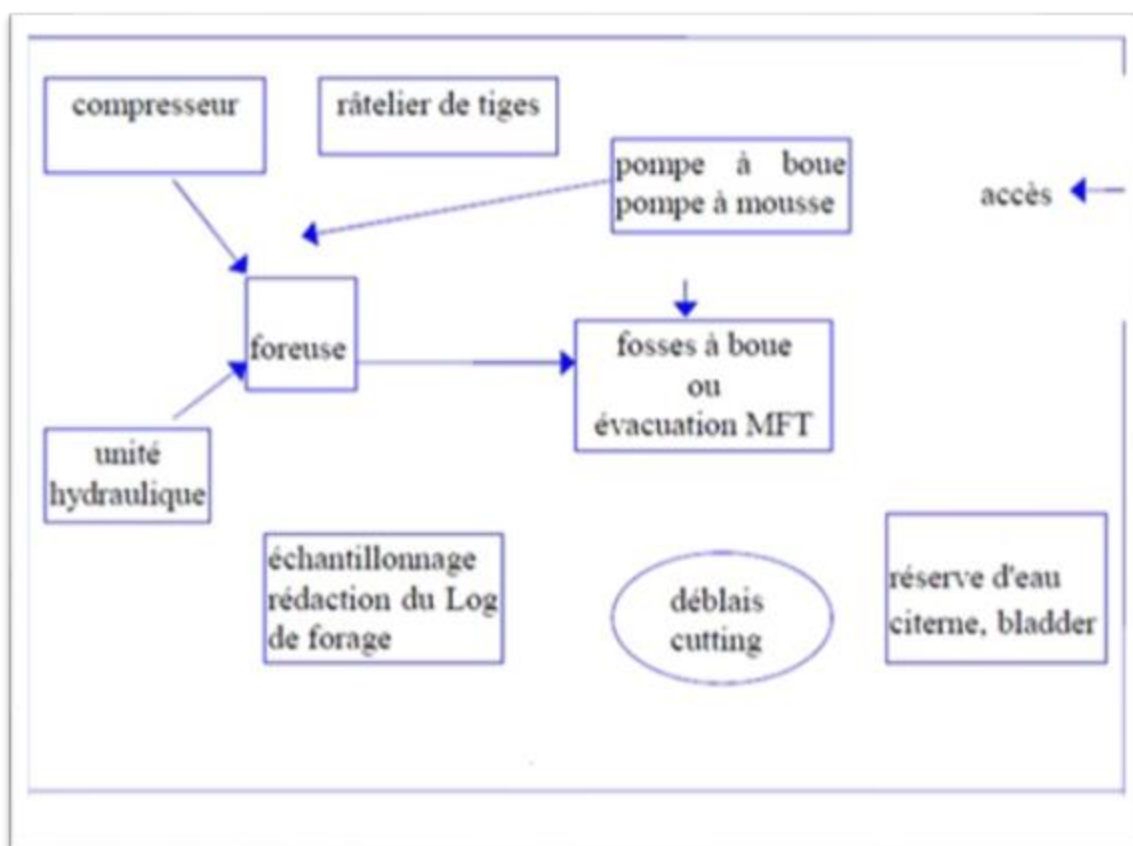 compresseur
râtelier de tiges
pompe à boue
pompe à mousse
accès
foreuse
fosses à boue
ou
évacuation MFT
unité
hydraulique
échantillonnage
rédaction du Log
de forage
déblais
cutting
réserve d'eau
citerne, bladder